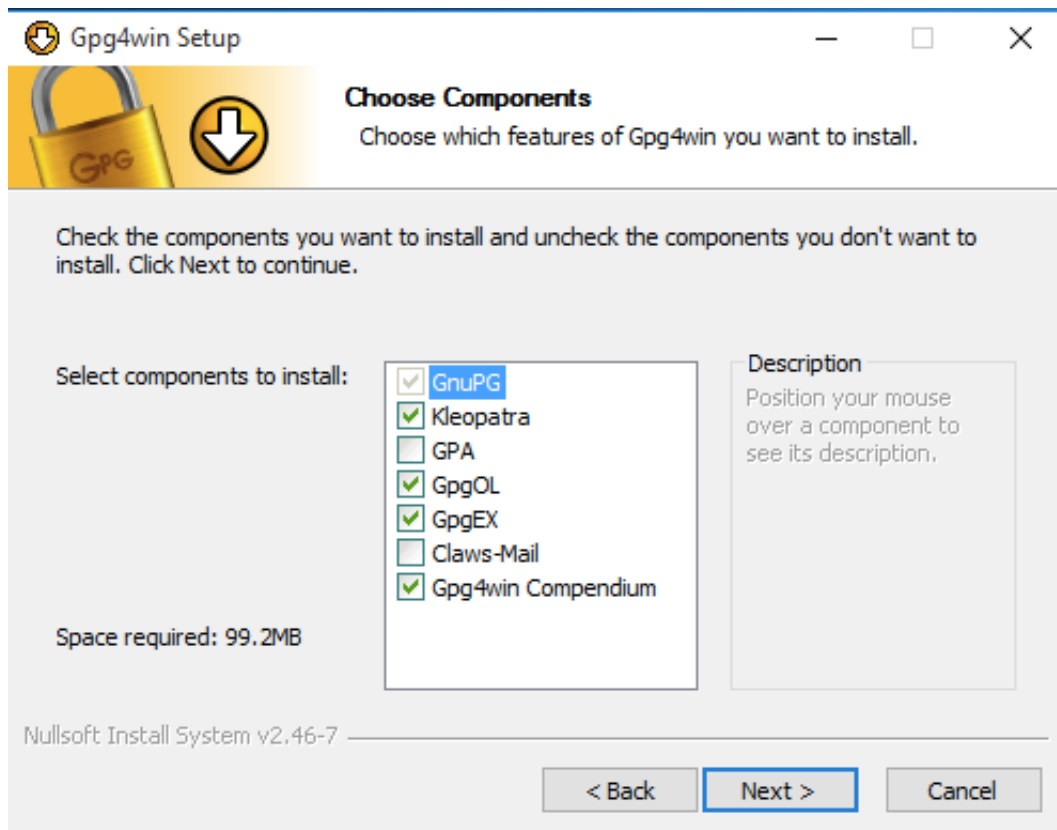 Gpg4win Setup
GPG
Choose Components
Choose which features of Gpg4win you want to install.
Check the components you want to install and uncheck the components you don't want to
install. Click Next to continue.
Select components to install:
GnuPG
Kleopatra
GPA
GpgOL
GpgEX
Claws-Mail
Gpg4win Compendium
Description
Position your mouse
over a component to
see its description.
Space required: 99.2MB
Nullsoft Install System v2.46-7
< Back
Next >
Cancel